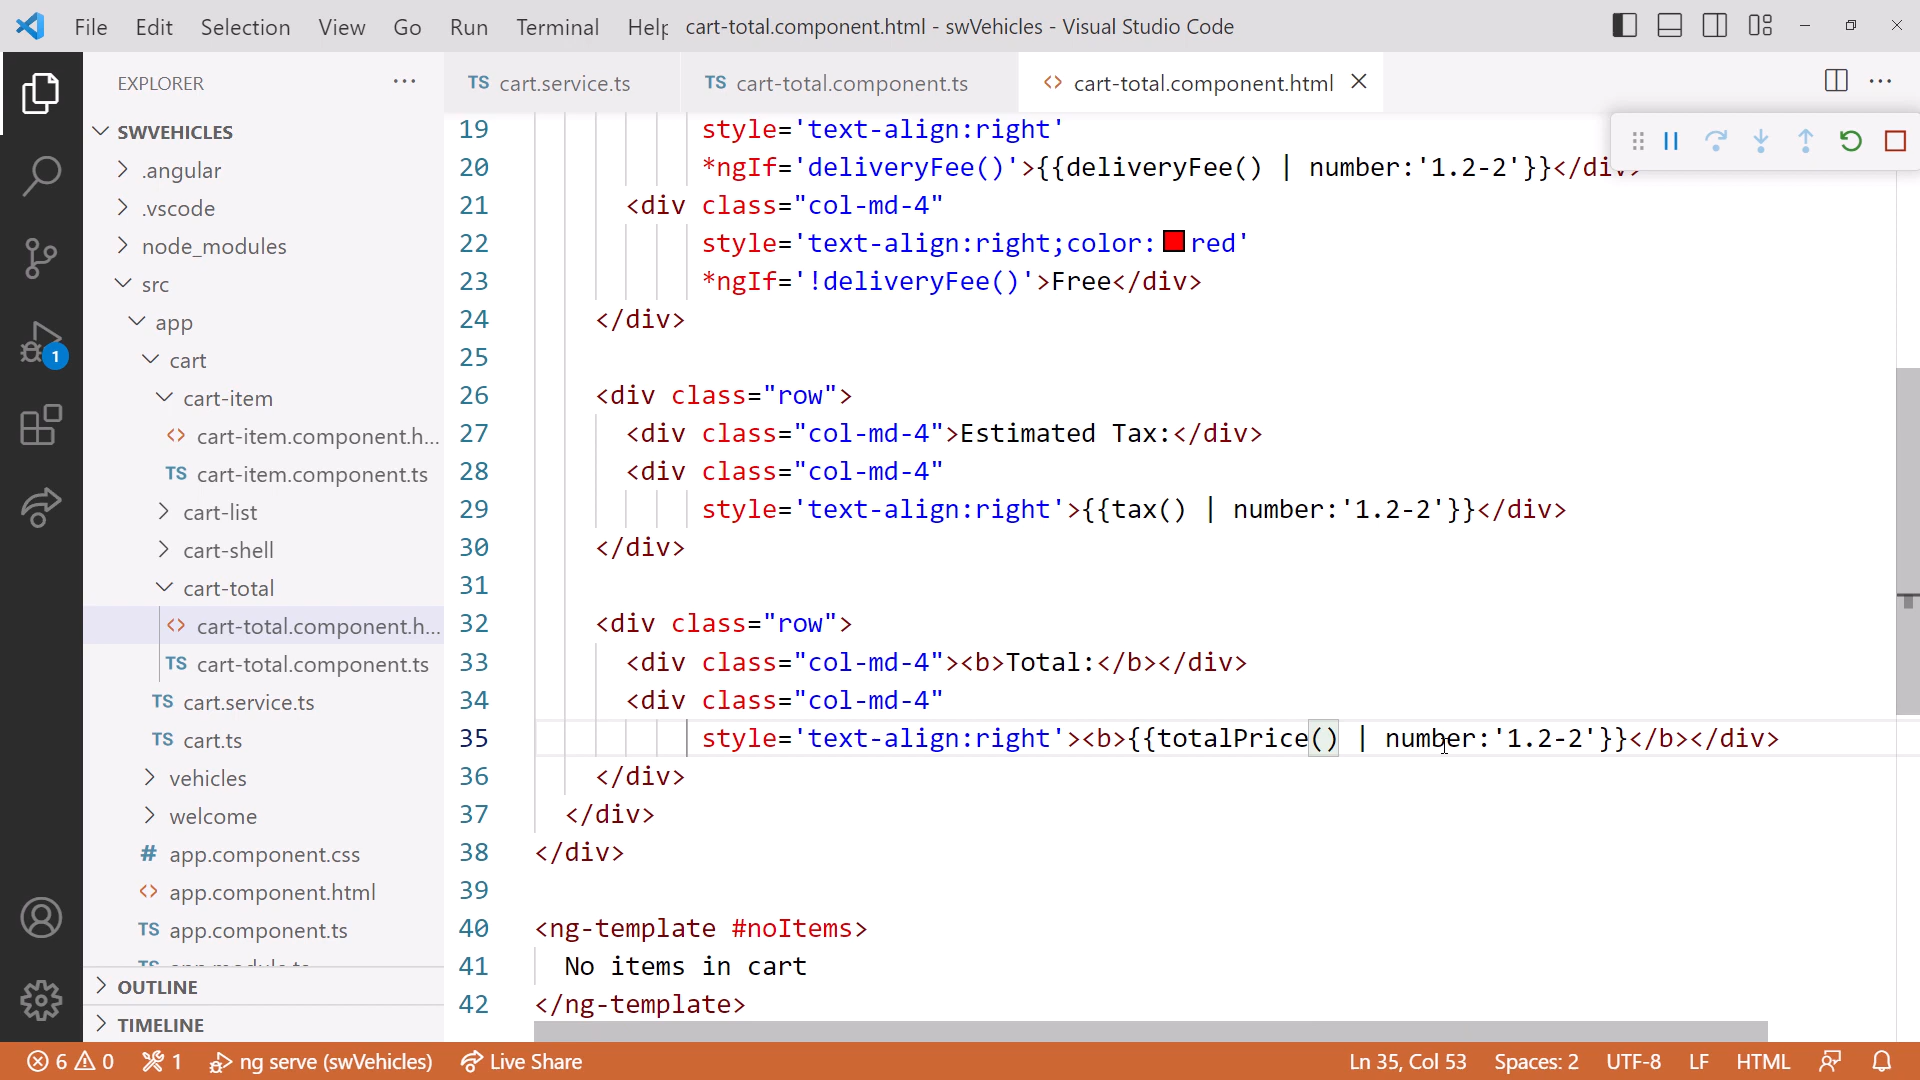 File Edit Selection View Go Run Terminal Help cart-total.component.html - swVehicles - Visual Studio Code
EXPLORER
SWVEHICLES
.angular
.vscode
node_modules
src
app
cart
cart-item
cart-item.component.h...
TS cart-item.component.ts
cart-list
cart-shell
cart-total
cart-total.component.h...
TS cart-total.component.ts
TS cart.service.ts
TS cart.ts
vehicles
welcome
# app.component.css
app.component.html
TS app.component.ts
OUTLINE
TIMELINE
1
TS cart.service.ts
TS cart-total.component.ts
cart-total.component.html
19 style='text-align:right'
20 *ngIf='deliveryFee()'>{{deliveryFee() | number:'1.2-2'}}</div>
21 <div class="col-md-4"
22 style='text-align:right;color:red'
23 *ngIf='!deliveryFee()'>Free</div>
24 </div>
25
26 <div class="row">
27 <div class="col-md-4">Estimated Tax:</div>
28 <div class="col-md-4"
29 style='text-align:right'>{{tax() | number:'1.2-2'}}</div>
30 </div>
31
32 <div class="row">
33 <div class="col-md-4"><b>Total:</b></div>
34 <div class="col-md-4"
35 style='text-align:right'><b>{{totalPrice() | number:'1.2-2'}}</b></div>
36 </div>
37 </div>
38 </div>
39
40 <ng-template #noItems>
41 No items in cart
42 </ng-template>
6 0 1 ng serve (swVehicles) Live Share Ln 35, Col 53 Spaces: 2 UTF-8 LF HTML